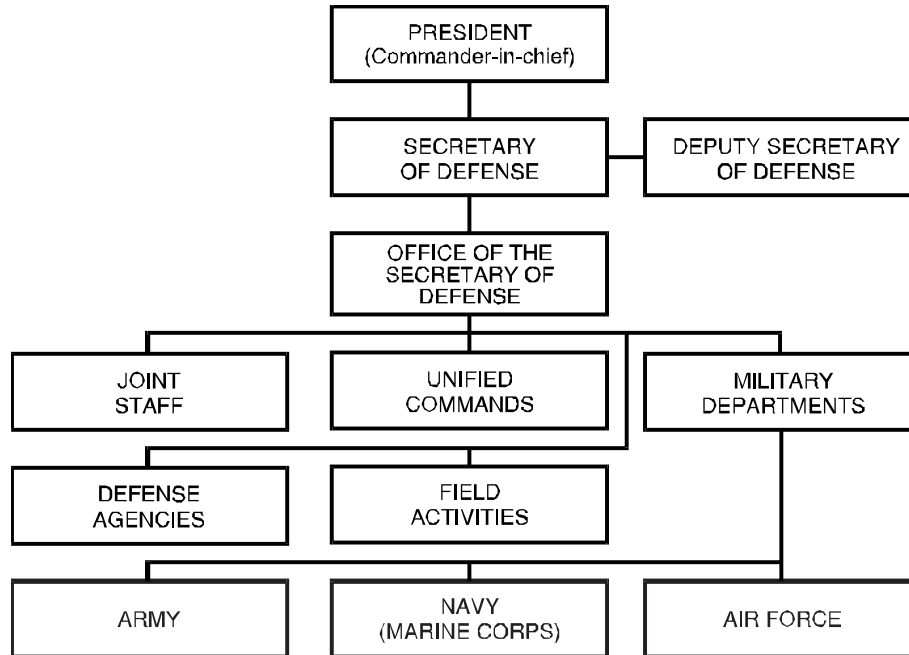 PRESIDENT
(Commander-in-chief)
SECRETARY
OF DEFENSE
DEPUTY SECRETARY
OF DEFENSE
OFFICE OF THE
SECRETARY OF
DEFENSE
JOINT
STAFF
UNIFIED
COMMANDS
MILITARY
DEPARTMENTS
DEFENSE
AGENCIES
FIELD
ACTIVITIES
ARMY
NAVY
(MARINE CORPS)
AIR FORCE